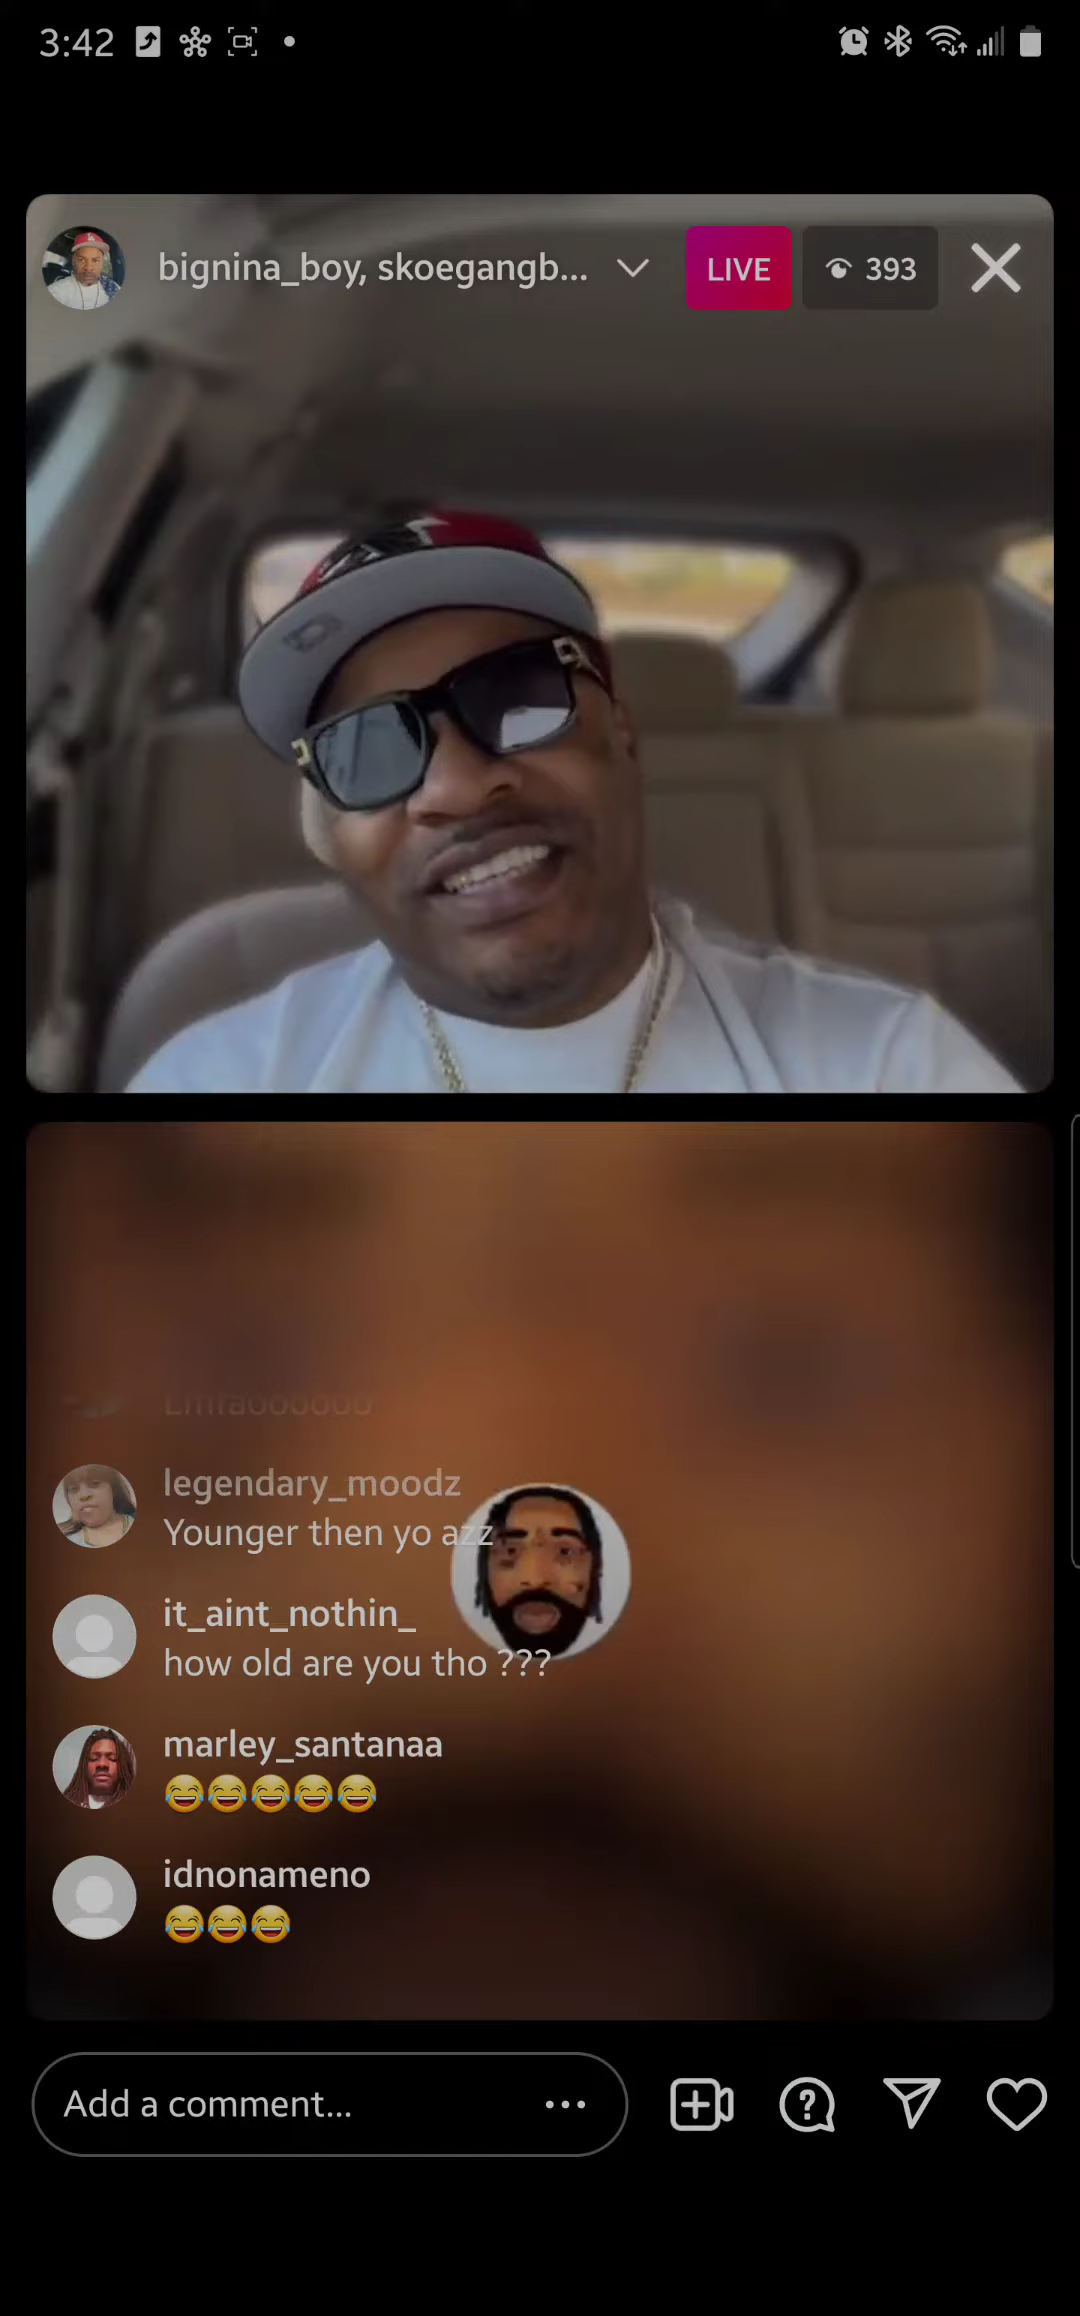 3:42
bignina_boy, skoegangb...
LIVE
393
Lmfaoooooo
legendary_moodz
Younger then yo azz
it_aint_nothin_
how old are you tho ???
marley_santanaa
😂😂😂😂😂
idnonameno
😂😂😂
Add a comment...